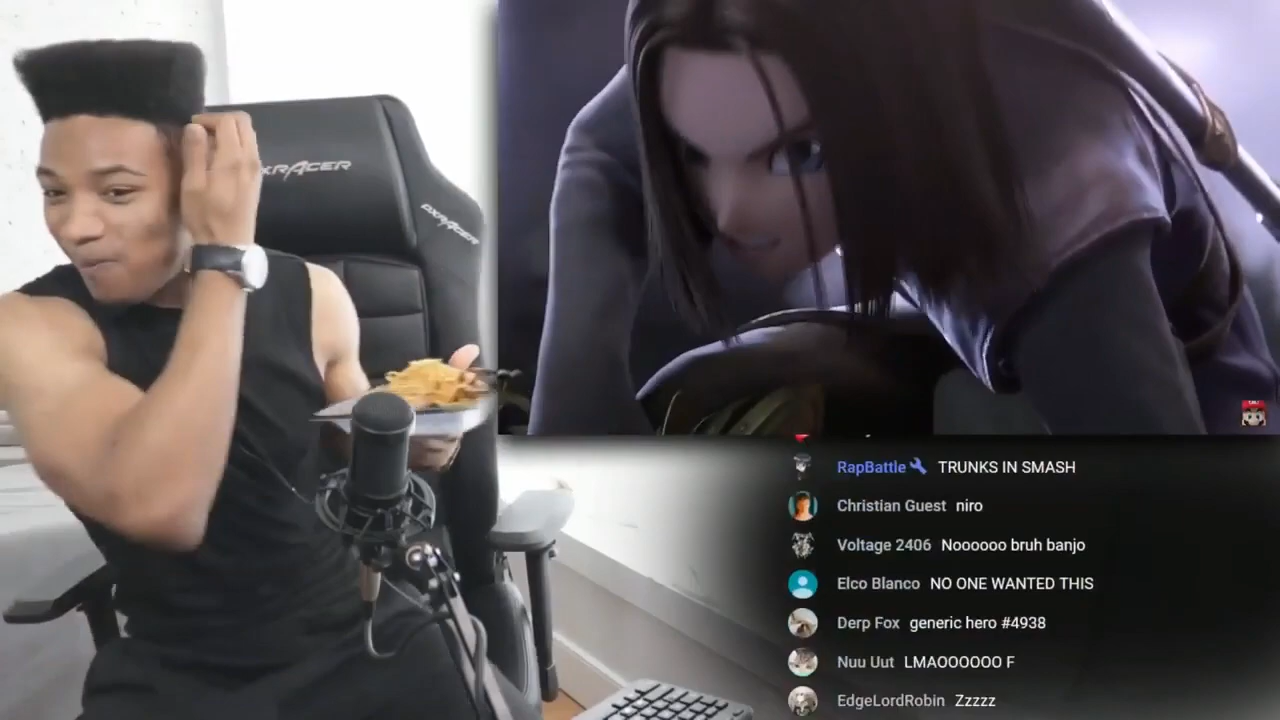 DXRACER
RapBattle TRUNKS IN SMASH
Christian Guest niro
Voltage 2406 Noooooo bruh banjo
Elco Blanco NO ONE WANTED THIS
Derp Fox generic hero #4938
Nuu Uut LMAOOOOOO F
EdgeLordRobin Zzzzz